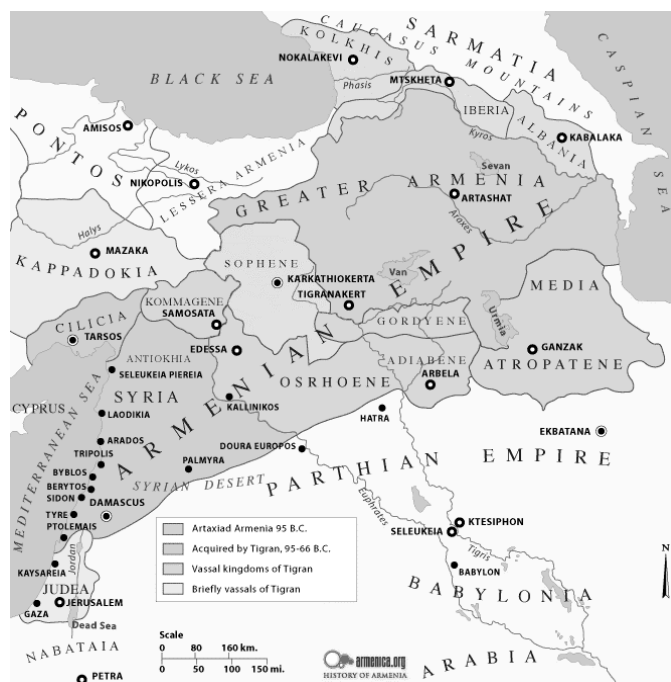 SARMATIA
CAUCASUS MOUNTAINS
KOLKHIS
NOKALAKEVI
BLACK SEA
Phasis
MTSKHETA
CASPIAN
SEA
IBERIA
ALBANIA
KABALAKA
AMISOS
Kyros
PONTOS
Lykos
NIKOPOLIS
LESSERA ARMENIA
Sevan
GREATER ARMENIA
ARTASHAT
Araxes
Halys
MAZAKA
KAPPADOKIA
SOPHENE
KARKATHIOKERTA
Van
TIGRANAKERT
ARMENIAN EMPIRE
MEDIA
Urmia
KOMMAGENE
SAMOSATA
GORDYENE
CILICIA
TARSOS
ANTIOKHIA
EDESSA
ADIABENE
ARBELA
GANZAK
ATROPATENE
SELEUKEIA PIEREIA
OSRHOENE
SYRIA
KALLINIKOS
CYPRUS
LAODIKIA
HATRA
MEDITERRANEAN SEA
ARADOS
DOURA EUROPOS
EKBATANA
TRIPOLIS
PALMYRA
PARTHIAN EMPIRE
BYBLOS
BERYTOS
SYRIAN DESERT
SIDON
DAMASCUS
Euphrates
TYRE
PTOLEMAIS
KTESIPHON
SELEUKEIA
Tigris
Jordan
KAYSAREIA
BABYLON
JUDEA
BABYLONIA
JERUSALEM
GAZA
Dead Sea
NABATAIA
PETRA
ARABIA
Artaxiad Armenia 95 B.C.
Acquired by Tigran, 95-66 B.C.
Vassal kingdoms of Tigran
Briefly vassals of Tigran
Scale
0 80 160 km.
0 50 100 150 mi.
armenica.org
HISTORY OF ARMENIA
N